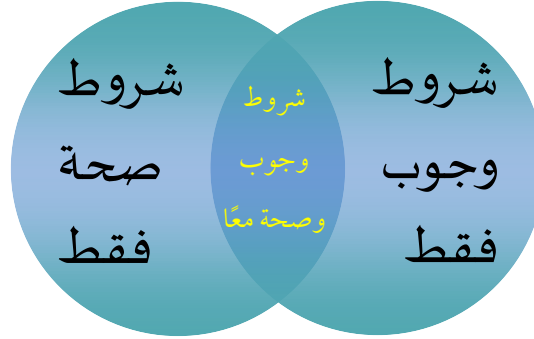 شروط
وجوب
فقط
شروط
وجوب
وصحة معًا
شروط
صحة
فقط